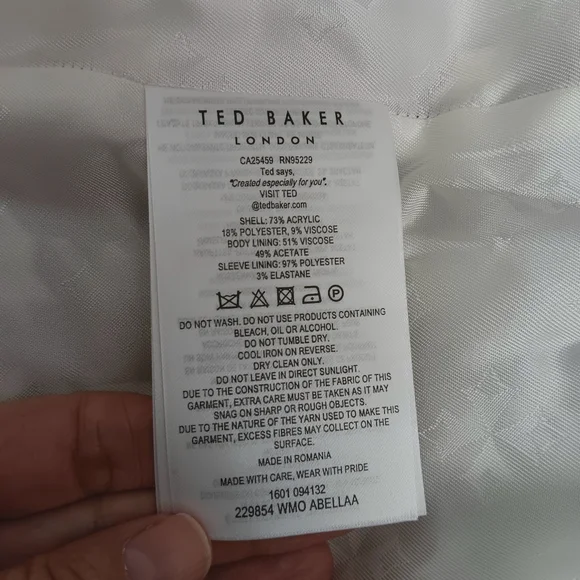 TED BAKER
LONDON
CA25459 RN95229
Ted says,
"Created especially for you".
VISIT TED
@tedbaker.com
SHELL: 73% ACRYLIC
18% POLYESTER, 9% VISCOSE
BODY LINING: 51% VISCOSE
49% ACETATE
SLEEVE LINING: 97% POLYESTER
3% ELASTANE
DO NOT WASH. DO NOT USE PRODUCTS CONTAINING
BLEACH, OIL OR ALCOHOL.
DO NOT TUMBLE DRY.
COOL IRON ON REVERSE.
DRY CLEAN ONLY.
DO NOT LEAVE IN DIRECT SUNLIGHT.
DUE TO THE CONSTRUCTION OF THE FABRIC OF THIS
GARMENT, EXTRA CARE MUST BE TAKEN AS IT MAY
SNAG ON SHARP OR ROUGH OBJECTS.
DUE TO THE NATURE OF THE YARN USED TO MAKE THIS
GARMENT, EXCESS FIBRES MAY COLLECT ON THE
SURFACE.
MADE IN ROMANIA
MADE WITH CARE, WEAR WITH PRIDE
1601 094132
229854 WMO ABELLAA